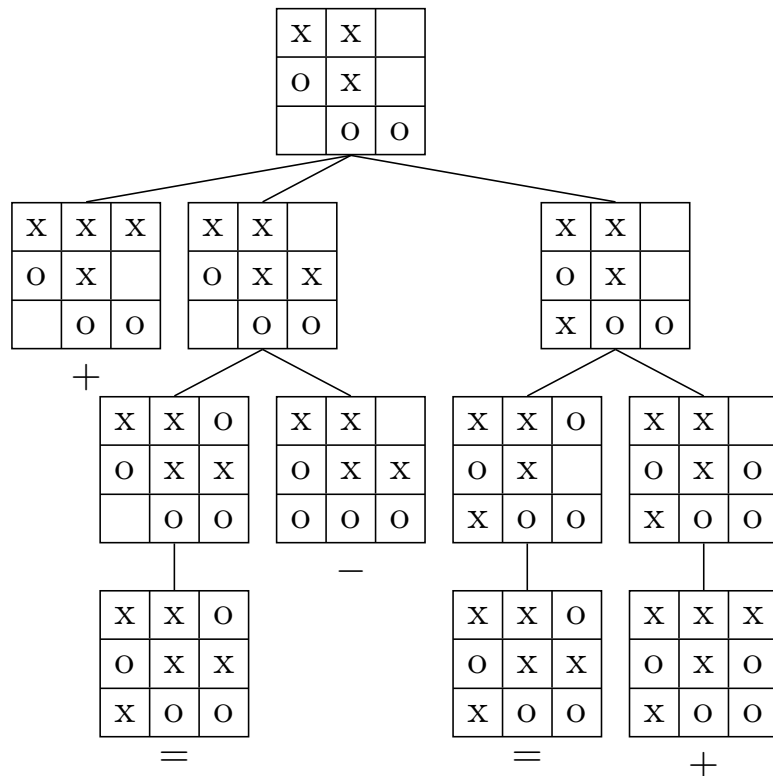 x x
o x
o o
x x x x x x x
o x o x x o x
o o o o x o o
+
x x o x x x x o x x
o x x o x x o x o x o
o o o o o x o o x o o
−
x x o x x o x x x
o x x o x x o x o
x o o x o o x o o
= = +